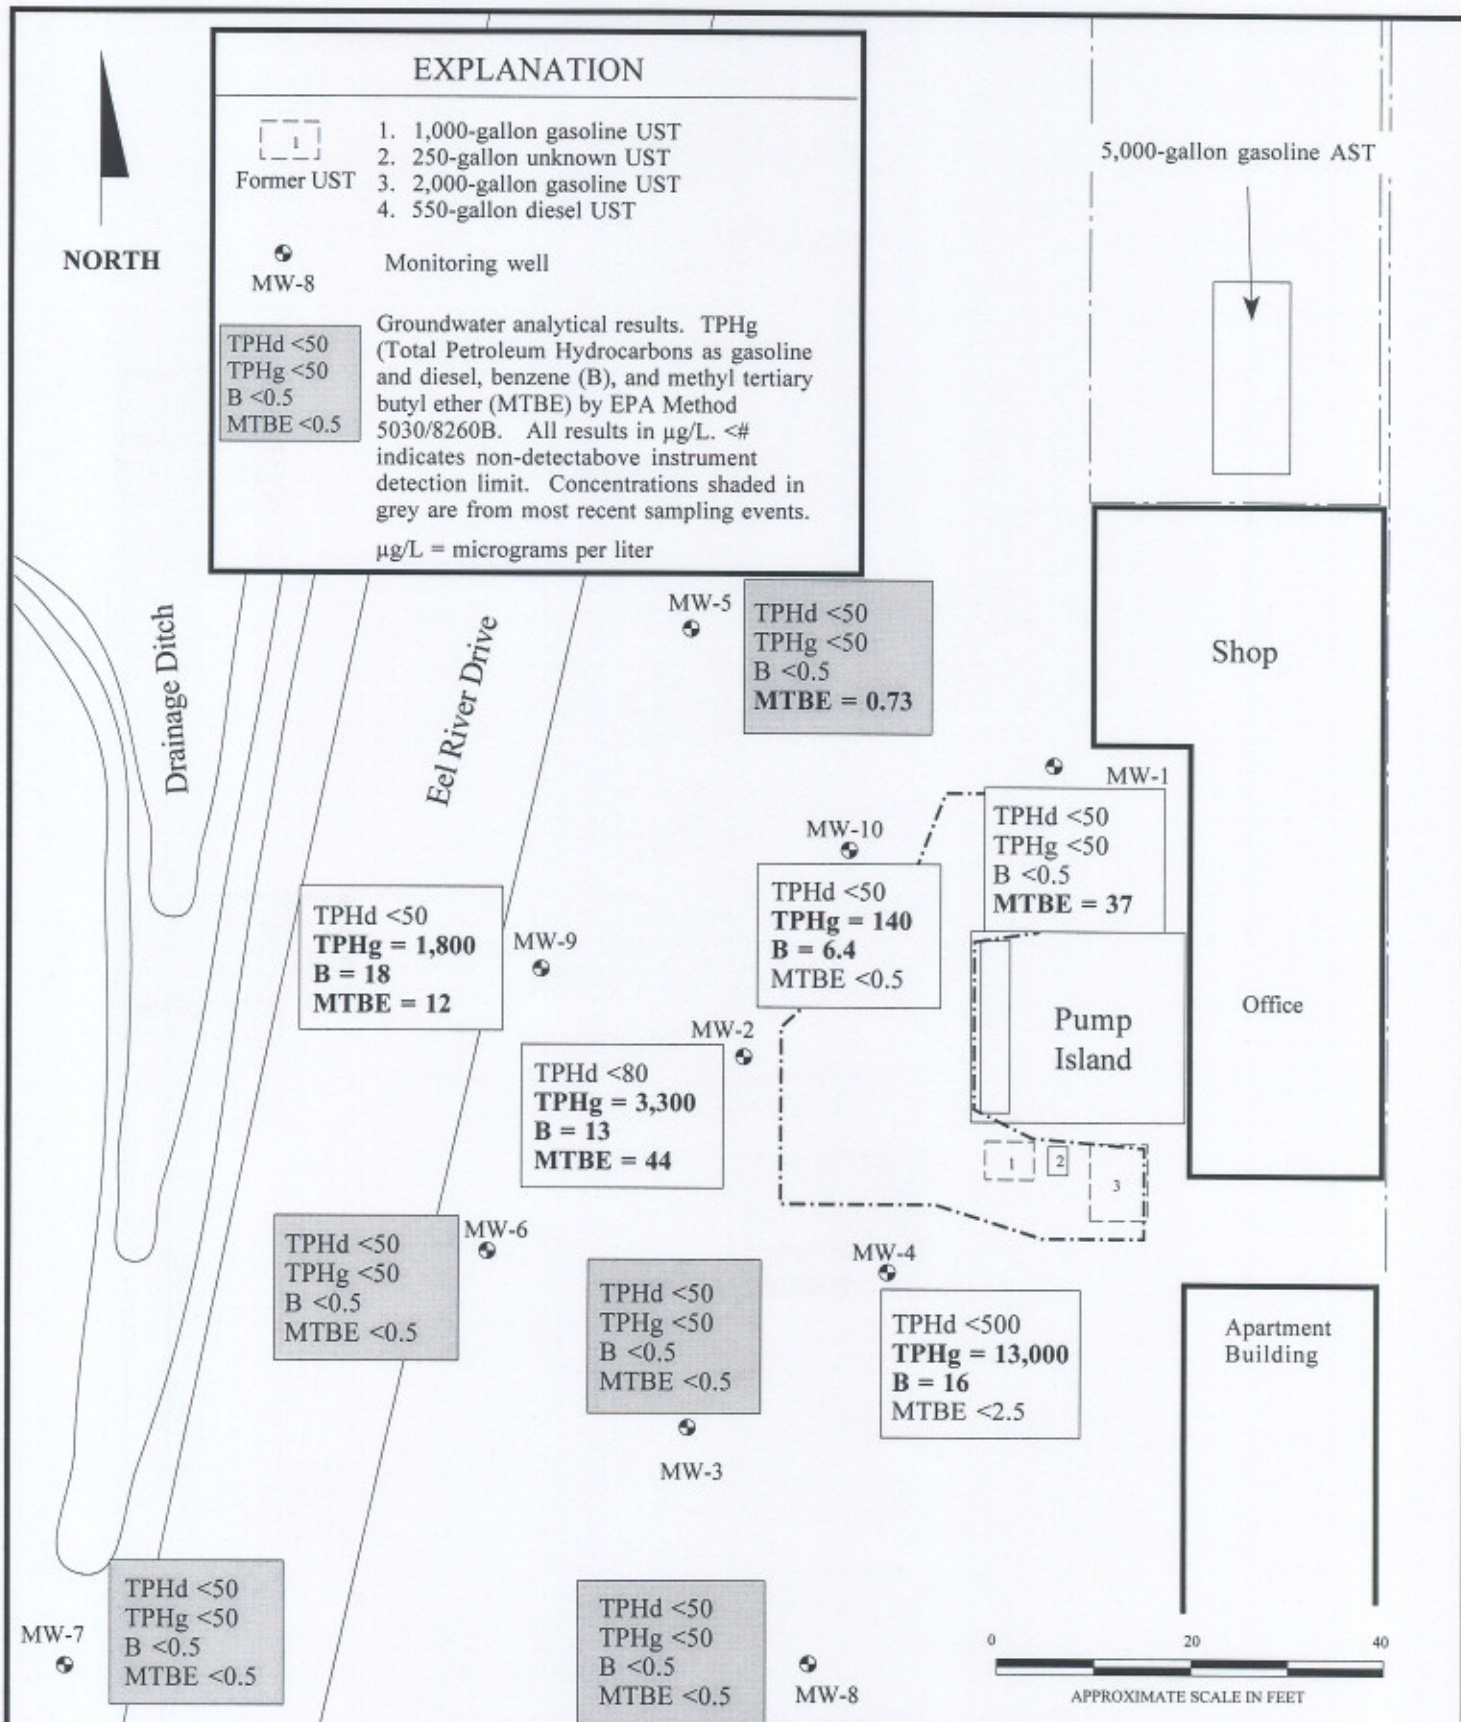 EXPLANATION
1
Former UST
1. 1,000-gallon gasoline UST
2. 250-gallon unknown UST
3. 2,000-gallon gasoline UST
4. 550-gallon diesel UST
MW-8
Monitoring well
TPHd <50
TPHg <50
B <0.5
MTBE <0.5
Groundwater analytical results. TPHg
(Total Petroleum Hydrocarbons as gasoline
and diesel, benzene (B), and methyl tertiary
butyl ether (MTBE) by EPA Method
5030/8260B. All results in µg/L. <#
indicates non-detectabove instrument
detection limit. Concentrations shaded in
grey are from most recent sampling events.
µg/L = micrograms per liter
NORTH
5,000-gallon gasoline AST
Drainage Ditch
Eel River Drive
MW-5
TPHd <50
TPHg <50
B <0.5
MTBE = 0.73
Shop
MW-1
TPHd <50
TPHg <50
B <0.5
MTBE = 37
MW-10
TPHd <50
TPHg = 140
B = 6.4
MTBE <0.5
TPHd <50
TPHg = 1,800
B = 18
MTBE = 12
MW-9
Office
Pump
Island
MW-2
TPHd <80
TPHg = 3,300
B = 13
MTBE = 44
1
2
3
TPHd <50
TPHg <50
B <0.5
MTBE <0.5
MW-6
TPHd <50
TPHg <50
B <0.5
MTBE <0.5
MW-3
MW-4
TPHd <500
TPHg = 13,000
B = 16
MTBE <2.5
Apartment
Building
MW-7
TPHd <50
TPHg <50
B <0.5
MTBE <0.5
TPHd <50
TPHg <50
B <0.5
MTBE <0.5
MW-8
0 20 40
APPROXIMATE SCALE IN FEET